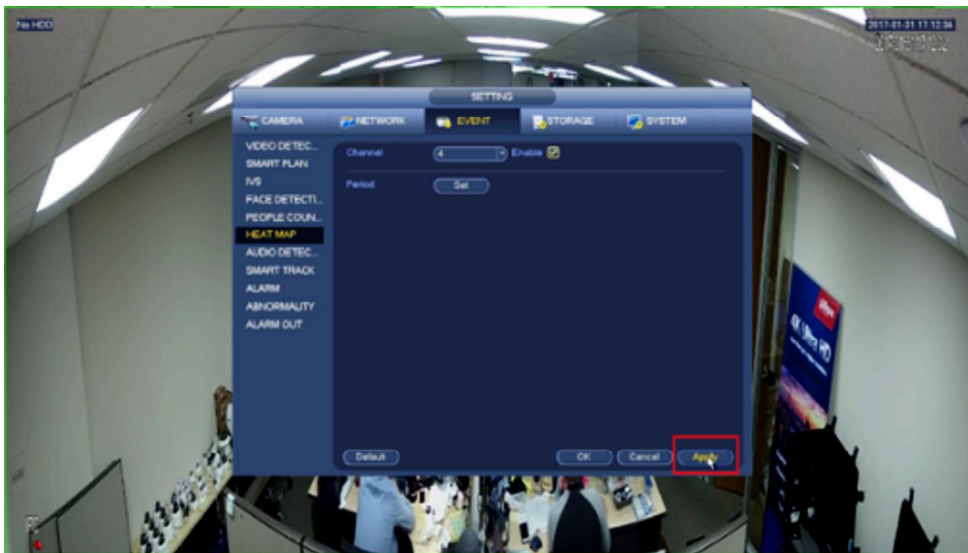 No HDD
2017-01-31 17:12:34
SETTING
CAMERA NETWORK EVENT STORAGE SYSTEM
VIDEO DETEC...
SMART PLAN
IVS
FACE DETECTI...
PEOPLE COUN...
HEAT MAP
AUDIO DETEC...
SMART TRACK
ALARM
ABNORMALITY
ALARM OUT
Channel 4 Enable
Period Set
Default OK Cancel Apply
4K Ultra HD